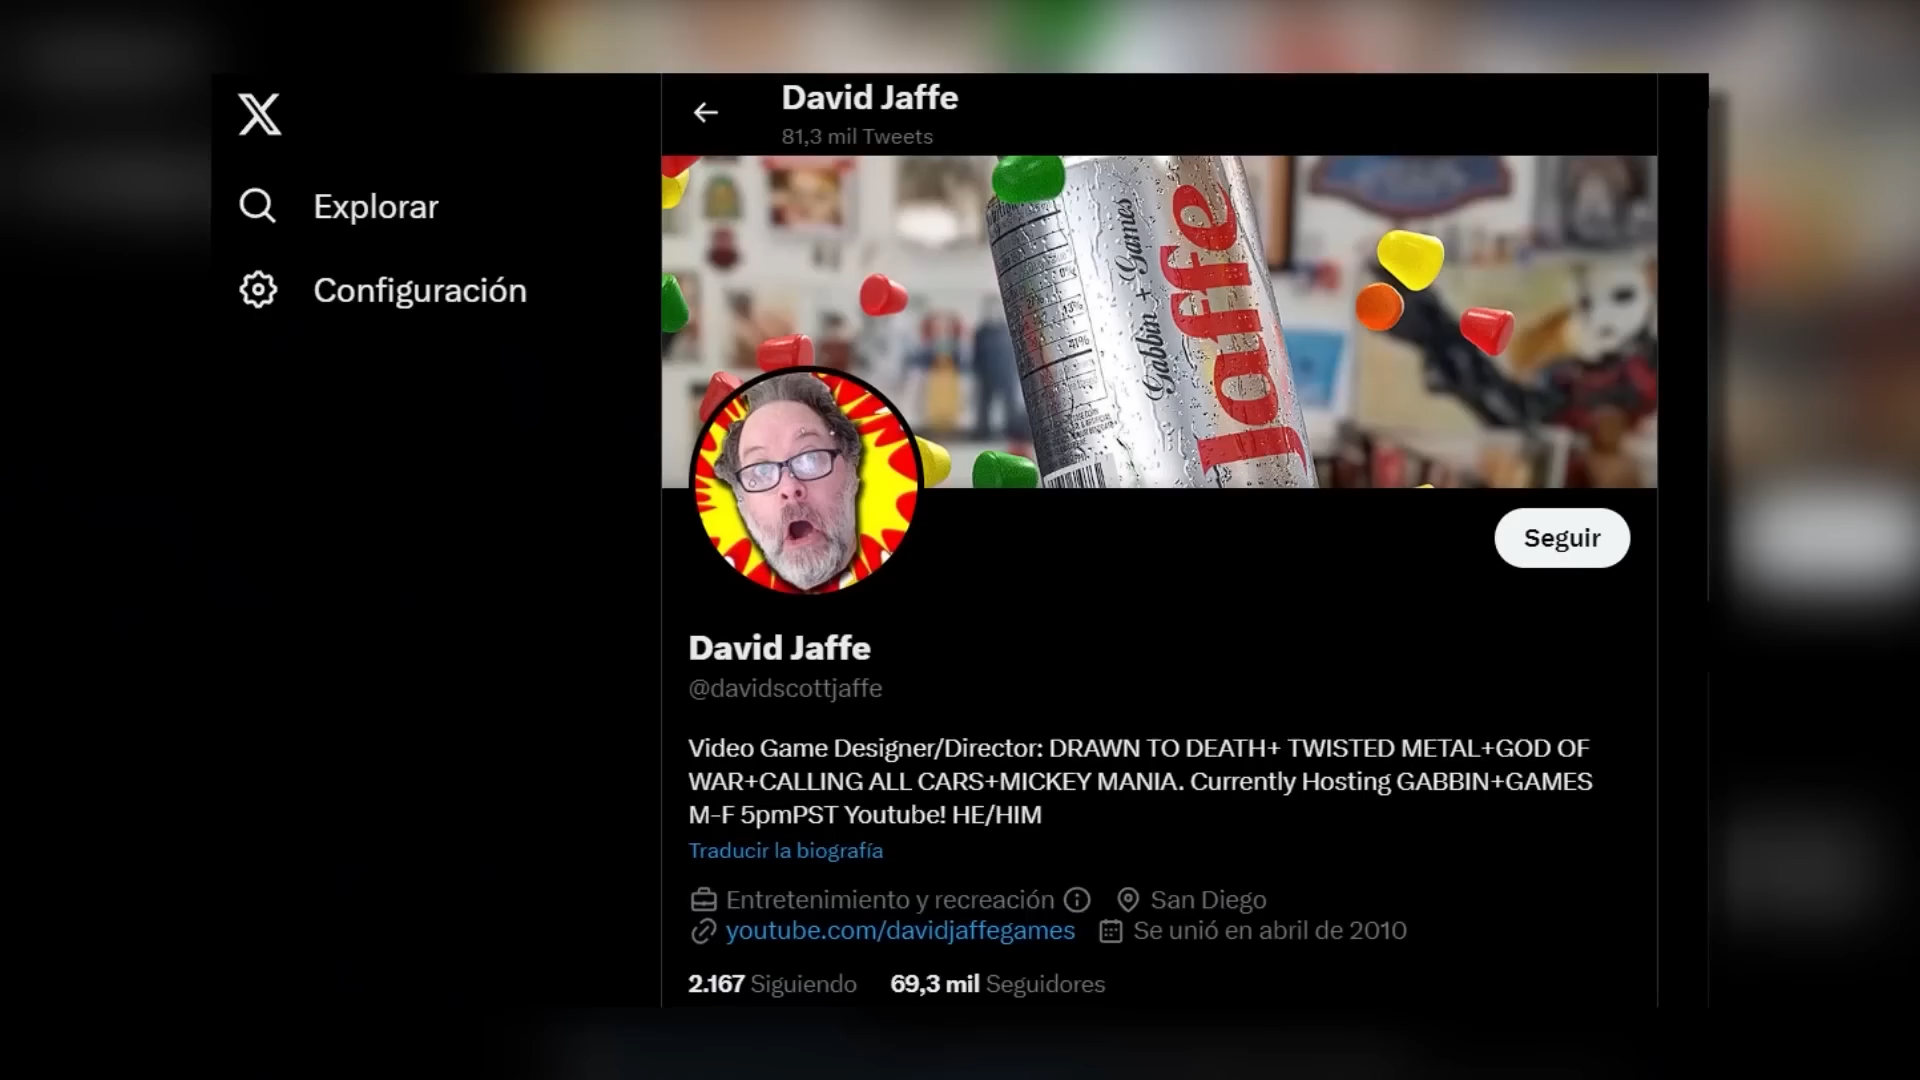 X
Explorar
Configuración
David Jaffe
81,3 mil Tweets
Gabbin + Games
Jaffe
0%
13%
41%
Seguir
David Jaffe
@davidscottjaffe
Video Game Designer/Director: DRAWN TO DEATH+ TWISTED METAL+GOD OF
WAR+CALLING ALL CARS+MICKEY MANIA. Currently Hosting GABBIN+GAMES
M-F 5pmPST Youtube! HE/HIM
Traducir la biografía
Entretenimiento y recreación San Diego
youtube.com/davidjaffegames Se unió en abril de 2010
2.167 Siguiendo 69,3 mil Seguidores